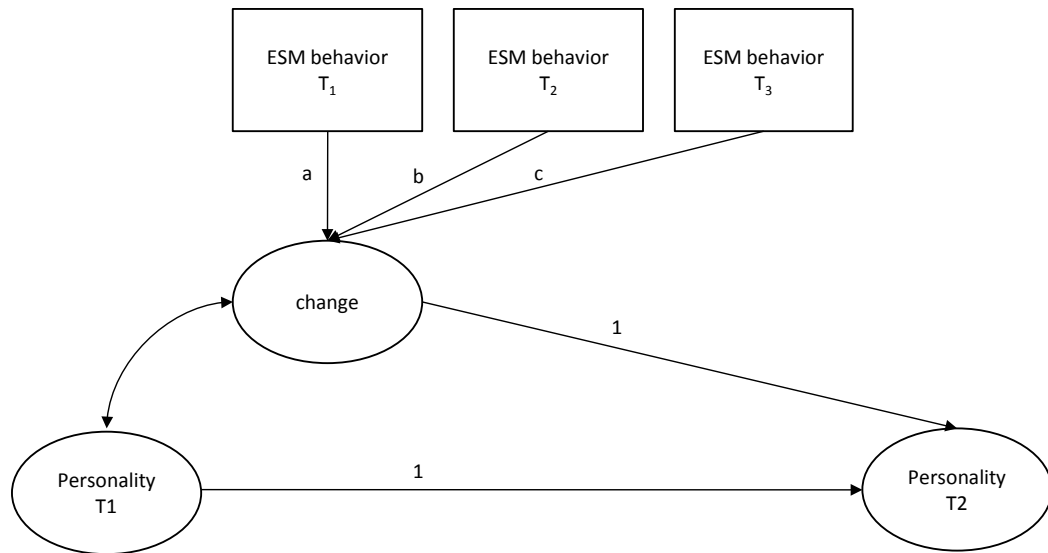 ESM behavior
T₁
ESM behavior
T₂
ESM behavior
T₃
a
b
c
change
1
Personality
T1
1
Personality
T2